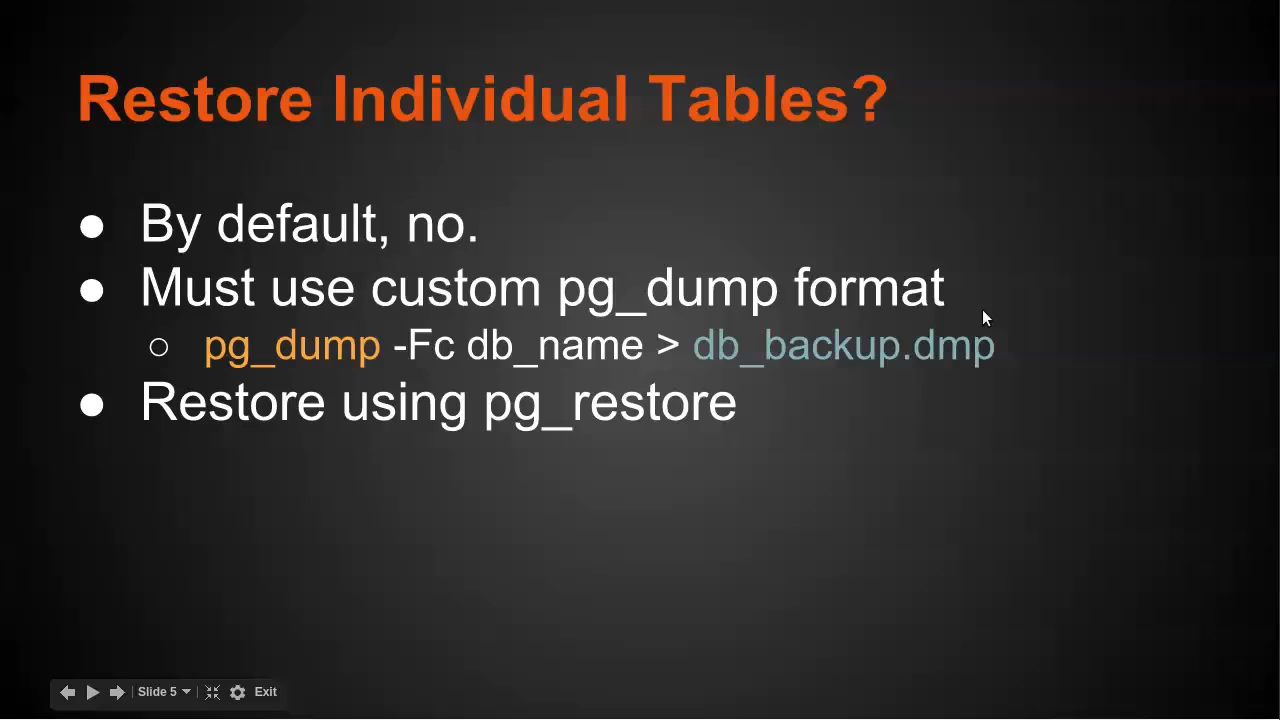 Restore Individual Tables?
● By default, no.
● Must use custom pg_dump format
○ pg_dump -Fc db_name > db_backup.dmp
● Restore using pg_restore
Slide 5 Exit